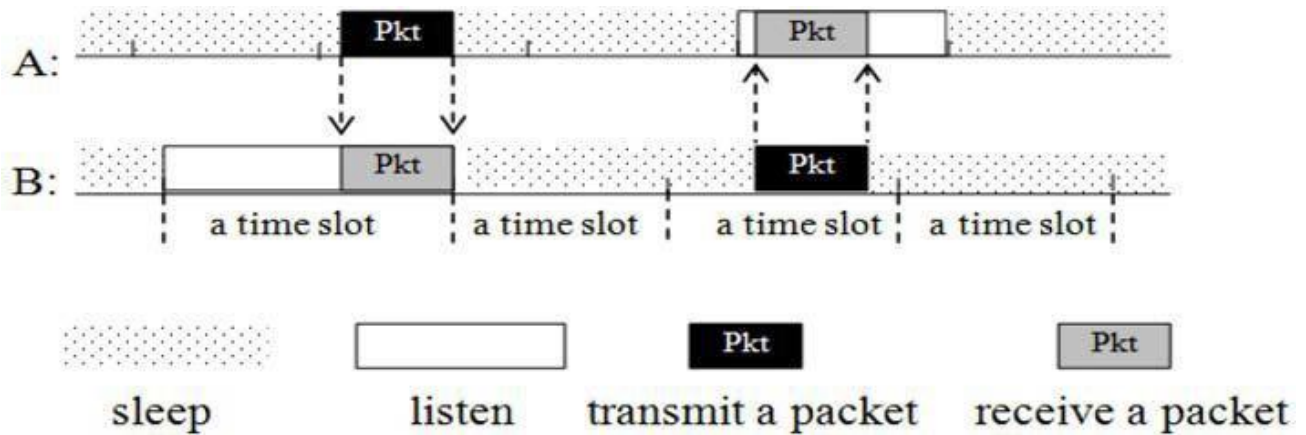 Pkt Pkt
A:
Pkt Pkt
B:
a time slot a time slot a time slot a time slot
Pkt Pkt
sleep listen transmit a packet receive a packet